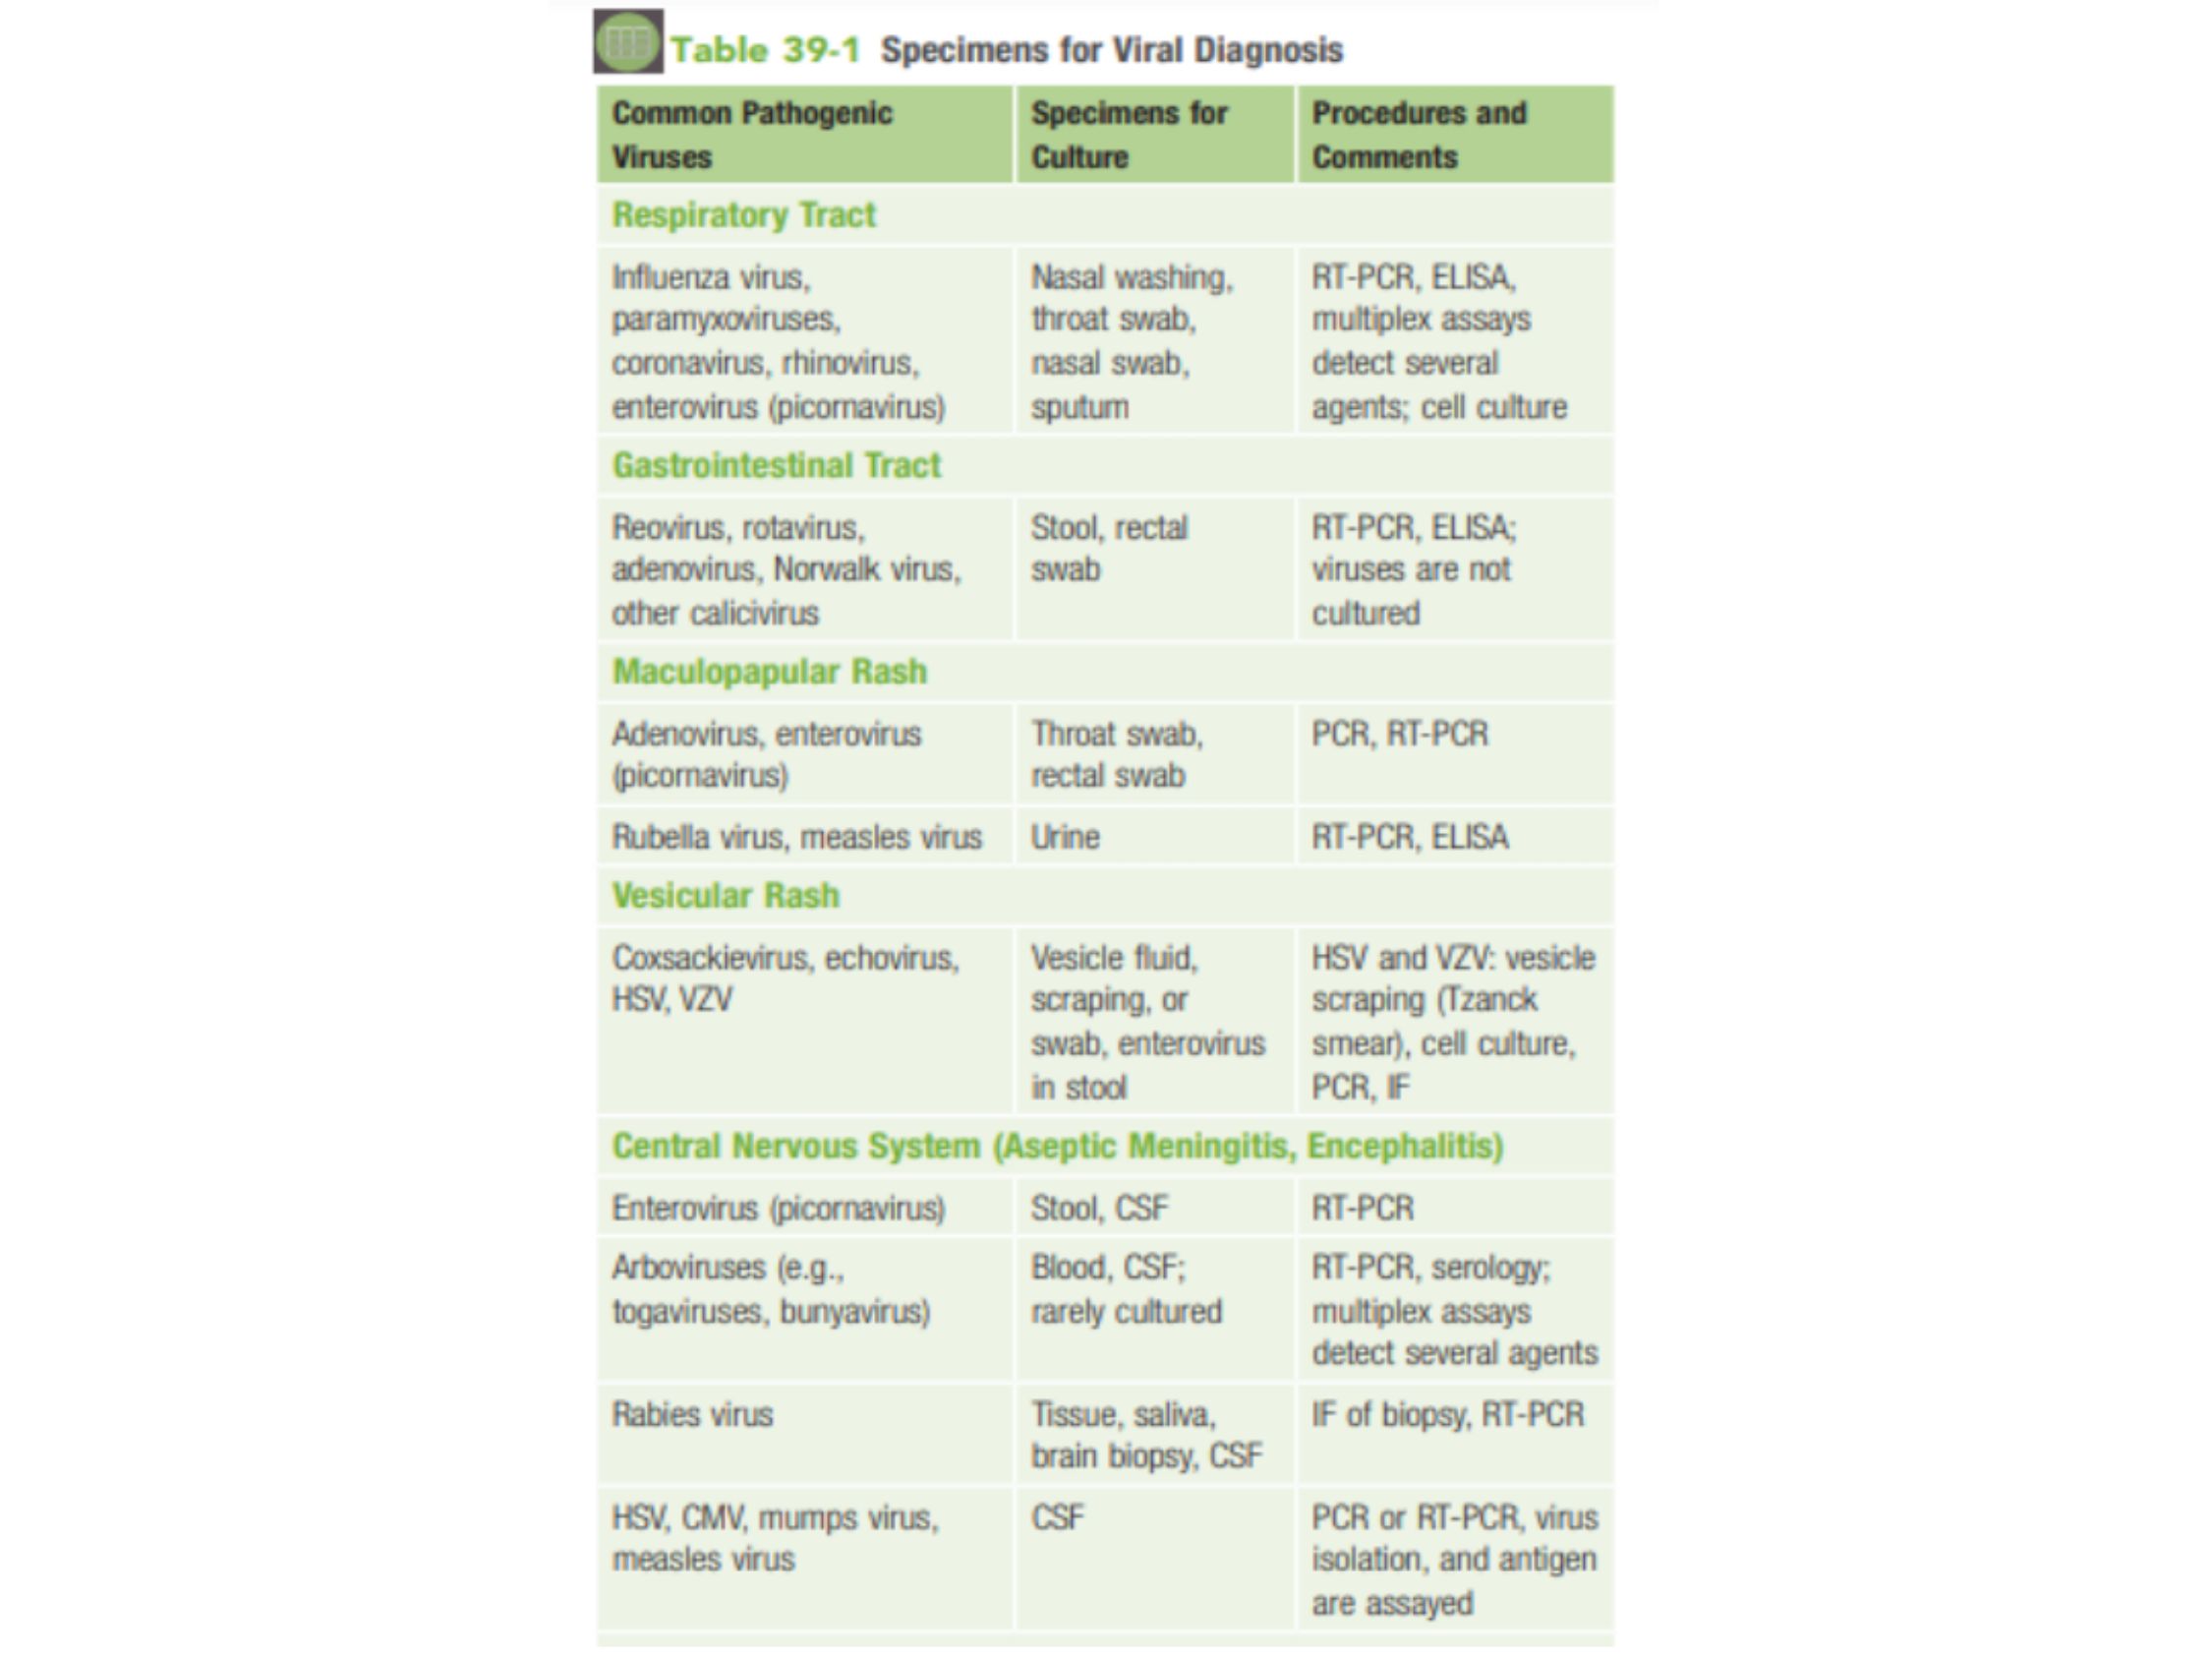 Table 39-1 Specimens for Viral Diagnosis
Common Pathogenic Viruses
Specimens for Culture
Procedures and Comments
Respiratory Tract
Influenza virus,
paramyxoviruses,
coronavirus, rhinovirus,
enterovirus (picornavirus)
Nasal washing,
throat swab,
nasal swab,
sputum
RT-PCR, ELISA,
multiplex assays
detect several
agents; cell culture
Gastrointestinal Tract
Reovirus, rotavirus,
adenovirus, Norwalk virus,
other calicivirus
Stool, rectal
swab
RT-PCR, ELISA;
viruses are not
cultured
Maculopapular Rash
Adenovirus, enterovirus
(picornavirus)
Throat swab,
rectal swab
PCR, RT-PCR
Rubella virus, measles virus
Urine
RT-PCR, ELISA
Vesicular Rash
Coxsackievirus, echovirus,
HSV, VZV
Vesicle fluid,
scraping, or
swab, enterovirus
in stool
HSV and VZV: vesicle
scraping (Tzanck
smear), cell culture,
PCR, IF
Central Nervous System (Aseptic Meningitis, Encephalitis)
Enterovirus (picornavirus)
Stool, CSF
RT-PCR
Arboviruses (e.g.,
togaviruses, bunyavirus)
Blood, CSF;
rarely cultured
RT-PCR, serology;
multiplex assays
detect several agents
Rabies virus
Tissue, saliva,
brain biopsy, CSF
IF of biopsy, RT-PCR
HSV, CMV, mumps virus,
measles virus
CSF
PCR or RT-PCR, virus
isolation, and antigen
are assayed